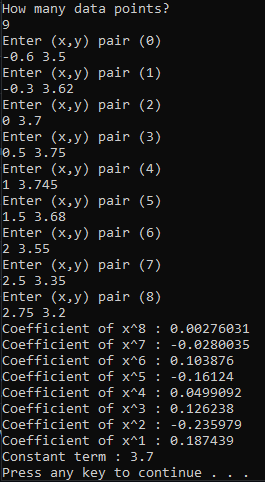 How many data points?
9
Enter (x,y) pair (0)
-0.6 3.5
Enter (x,y) pair (1)
-0.3 3.62
Enter (x,y) pair (2)
0 3.7
Enter (x,y) pair (3)
0.5 3.75
Enter (x,y) pair (4)
1 3.745
Enter (x,y) pair (5)
1.5 3.68
Enter (x,y) pair (6)
2 3.55
Enter (x,y) pair (7)
2.5 3.35
Enter (x,y) pair (8)
2.75 3.2
Coefficient of x^8 : 0.00276031
Coefficient of x^7 : -0.0280035
Coefficient of x^6 : 0.103876
Coefficient of x^5 : -0.16124
Coefficient of x^4 : 0.0499092
Coefficient of x^3 : 0.126238
Coefficient of x^2 : -0.235979
Coefficient of x^1 : 0.187439
Constant term : 3.7
Press any key to continue . . .